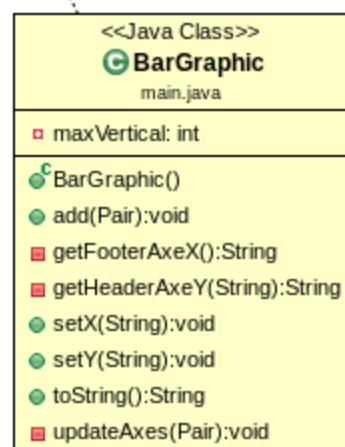 <<Java Class>>
C BarGraphic
main.java
maxVertical: int
c BarGraphic()
add(Pair):void
getFooterAxeX():String
getHeaderAxeY(String):String
setX(String):void
setY(String):void
toString():String
updateAxes(Pair):void